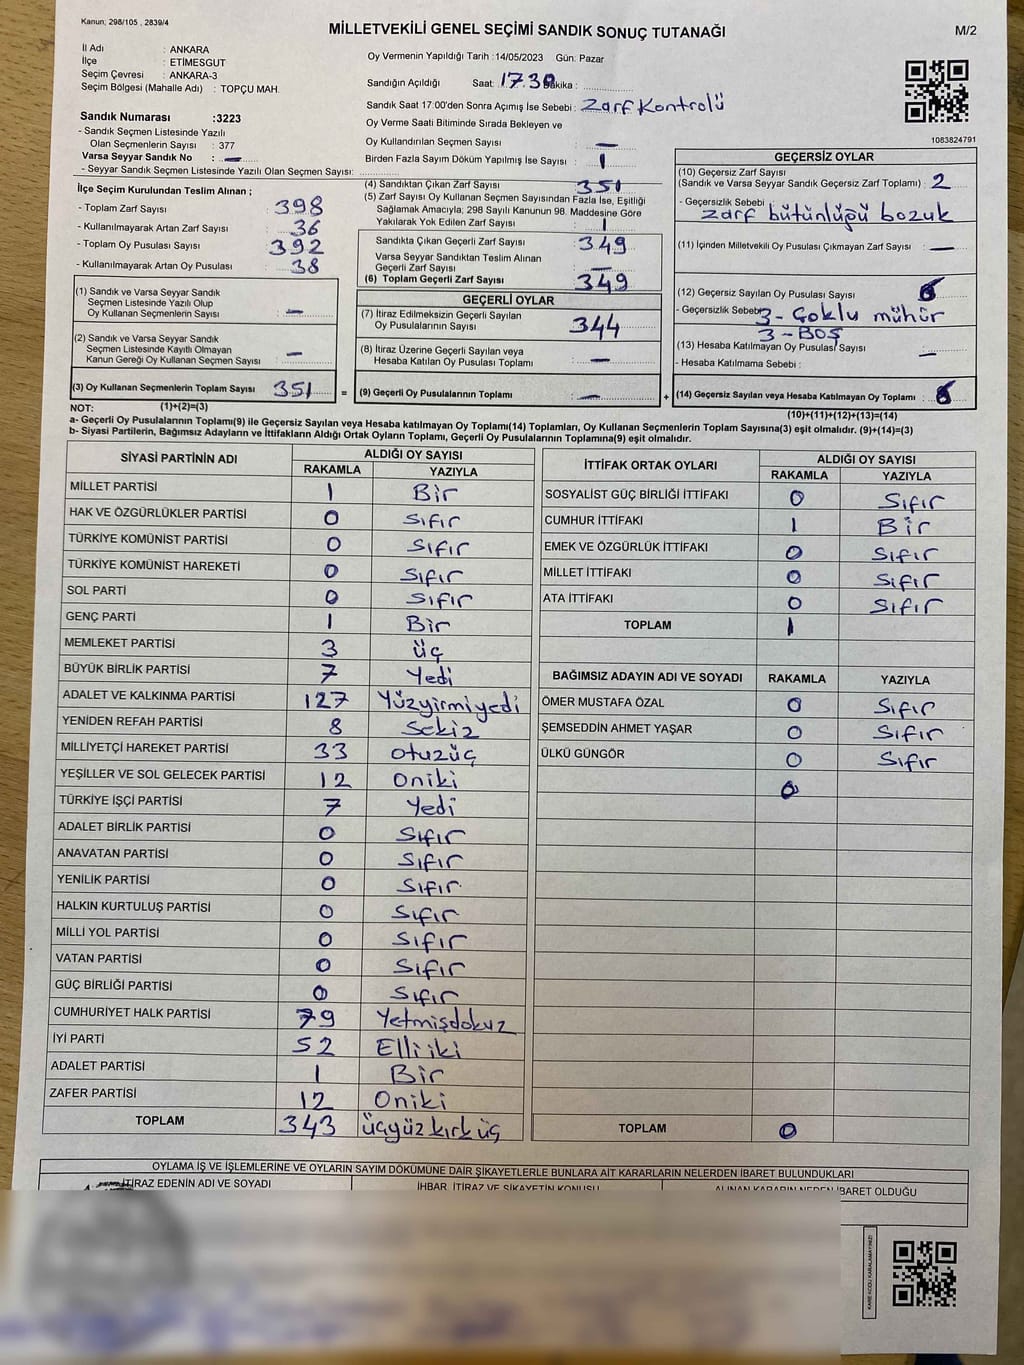 Kanun; 298/105 , 2839/4
MİLLETVEKİLİ GENEL SEÇİMİ SANDIK SONUÇ TUTANAĞI
M/2
İl Adı : ANKARA
İlçe : ETİMESGUT
Seçim Çevresi : ANKARA-3
Seçim Bölgesi (Mahalle Adı) : TOPÇU MAH.
Oy Vermenin Yapıldığı Tarih :14/05/2023 Gün: Pazar
Sandığın Açıldığı Saat: 17.30 Dakika :
Sandık Saat 17:00'den Sonra Açımış İse Sebebi : Zarf Kontrolü
Oy Verme Saati Bitiminde Sırada Bekleyen ve
Oy Kullandırılan Seçmen Sayısı : —
Birden Fazla Sayım Döküm Yapılmış İse Sayısı : 1
1083824791
Sandık Numarası :3223
- Sandık Seçmen Listesinde Yazılı
Olan Seçmenlerin Sayısı : 377
Varsa Seyyar Sandık No : —
- Seyyar Sandık Seçmen Listesinde Yazılı Olan Seçmen Sayısı:
İlçe Seçim Kurulundan Teslim Alınan ;
- Toplam Zarf Sayısı : 398
- Kullanılmayarak Artan Zarf Sayısı : 36
- Toplam Oy Pusulası Sayısı : 392
- Kullanılmayarak Artan Oy Pusulası : 38
(4) Sandıktan Çıkan Zarf Sayısı : 351
(5) Zarf Sayısı Oy Kullanan Seçmen Sayısından Fazla İse, Eşitliği
Sağlamak Amacıyla; 298 Sayılı Kanunun 98. Maddesine Göre
Yakılarak Yok Edilen Zarf Sayısı : 1
Sandıkta Çıkan Geçerli Zarf Sayısı : 349
Varsa Seyyar Sandıktan Teslim Alınan
Geçerli Zarf Sayısı : —
(6) Toplam Geçerli Zarf Sayısı : 349
GEÇERSİZ OYLAR
(10) Geçersiz Zarf Sayısı
(Sandık ve Varsa Seyyar Sandık Geçersiz Zarf Toplamı) : 2
- Geçersizlik Sebebi :
zarf bütünlüğü bozuk
(11) İçinden Milletvekili Oy Pusulası Çıkmayan Zarf Sayısı : —
(12) Geçersiz Sayılan Oy Pusulası Sayısı : 6
- Geçersizlik Sebebi 3- Çoklu mühür
3 - BOŞ
(13) Hesaba Katılmayan Oy Pusulası Sayısı : —
- Hesaba Katılmama Sebebi :
(14) Geçersiz Sayılan veya Hesaba Katılmayan Oy Toplamı : 6
(10)+(11)+(12)+(13)=(14)
(1) Sandık ve Varsa Seyyar Sandık
Seçmen Listesinde Yazılı Olup
Oy Kullanan Seçmenlerin Sayısı : —
(2) Sandık ve Varsa Seyyar Sandık
Seçmen Listesinde Kayıtlı Olmayan
Kanun Gereği Oy Kullanan Seçmen Sayısı : —
(3) Oy Kullanan Seçmenlerin Toplam Sayısı : 351 =
(1)+(2)=(3)
GEÇERLİ OYLAR
(7) İtiraz Edilmeksizin Geçerli Sayılan
Oy Pusulalarının Sayısı : 344
(8) İtiraz Üzerine Geçerli Sayılan veya
Hesaba Katılan Oy Pusulası Toplamı : —
(9) Geçerli Oy Pusulalarının Toplamı : — +
NOT:
a- Geçerli Oy Pusulalarının Toplamı(9) ile Geçersiz Sayılan veya Hesaba katılmayan Oy Toplamı(14) Toplamları, Oy Kullanan Seçmenlerin Toplam Sayısına(3) eşit olmalıdır. (9)+(14)=(3)
b- Siyasi Partilerin, Bağımsız Adayların ve İttifakların Aldığı Ortak Oyların Toplamı, Geçerli Oy Pusulalarının Toplamına(9) eşit olmalıdır.
SİYASİ PARTİNİN ADI ALDIĞI OY SAYISI
RAKAMLA YAZIYLA
MİLLET PARTİSİ 1 Bir
HAK VE ÖZGÜRLÜKLER PARTİSİ 0 Sıfır
TÜRKİYE KOMÜNİST PARTİSİ 0 Sıfır
TÜRKİYE KOMÜNİST HAREKETİ 0 Sıfır
SOL PARTİ 0 Sıfır
GENÇ PARTİ 1 Bir
MEMLEKET PARTİSİ 3 üç
BÜYÜK BİRLİK PARTİSİ 7 Yedi
ADALET VE KALKINMA PARTİSİ 127 Yüzyirmiyedi
YENİDEN REFAH PARTİSİ 8 Sekiz
MİLLİYETÇİ HAREKET PARTİSİ 33 otuzüç
YEŞİLLER VE SOL GELECEK PARTİSİ 12 Oniki
TÜRKİYE İŞÇİ PARTİSİ 7 Yedi
ADALET BİRLİK PARTİSİ 0 Sıfır
ANAVATAN PARTİSİ 0 Sıfır
YENİLİK PARTİSİ 0 Sıfır
HALKIN KURTULUŞ PARTİSİ 0 Sıfır
MİLLİ YOL PARTİSİ 0 Sıfır
VATAN PARTİSİ 0 Sıfır
GÜÇ BİRLİĞİ PARTİSİ 0 Sıfır
CUMHURİYET HALK PARTİSİ 79 Yetmişdokuz
İYİ PARTİ 52 Elliiki
ADALET PARTİSİ 1 Bir
ZAFER PARTİSİ 12 Oniki
TOPLAM 343 üçyüzkırküç
İTTİFAK ORTAK OYLARI ALDIĞI OY SAYISI
RAKAMLA YAZIYLA
SOSYALİST GÜÇ BİRLİĞİ İTTİFAKI 0 Sıfır
CUMHUR İTTİFAKI 1 Bir
EMEK VE ÖZGÜRLÜK İTTİFAKI 0 Sıfır
MİLLET İTTİFAKI 0 Sıfır
ATA İTTİFAKI 0 Sıfır
TOPLAM 1
BAĞIMSIZ ADAYIN ADI VE SOYADI RAKAMLA YAZIYLA
ÖMER MUSTAFA ÖZAL 0 Sıfır
ŞEMSEDDİN AHMET YAŞAR 0 Sıfır
ÜLKÜ GÜNGÖR 0 Sıfır
0
TOPLAM 0
OYLAMA İŞ VE İŞLEMLERİNE VE OYLARIN SAYIM DÖKÜMÜNE DAİR ŞİKAYETLERLE BUNLARA AİT KARARLARIN NELERDEN İBARET BULUNDUKLARI
İTİRAZ EDENİN ADI VE SOYADI
İHBAR, İTİRAZ VE ŞİKAYETİN KONUSU
ALINAN KARARIN NEDEN İBARET OLDUĞU
KARE KODU KARALAMAYINIZ!